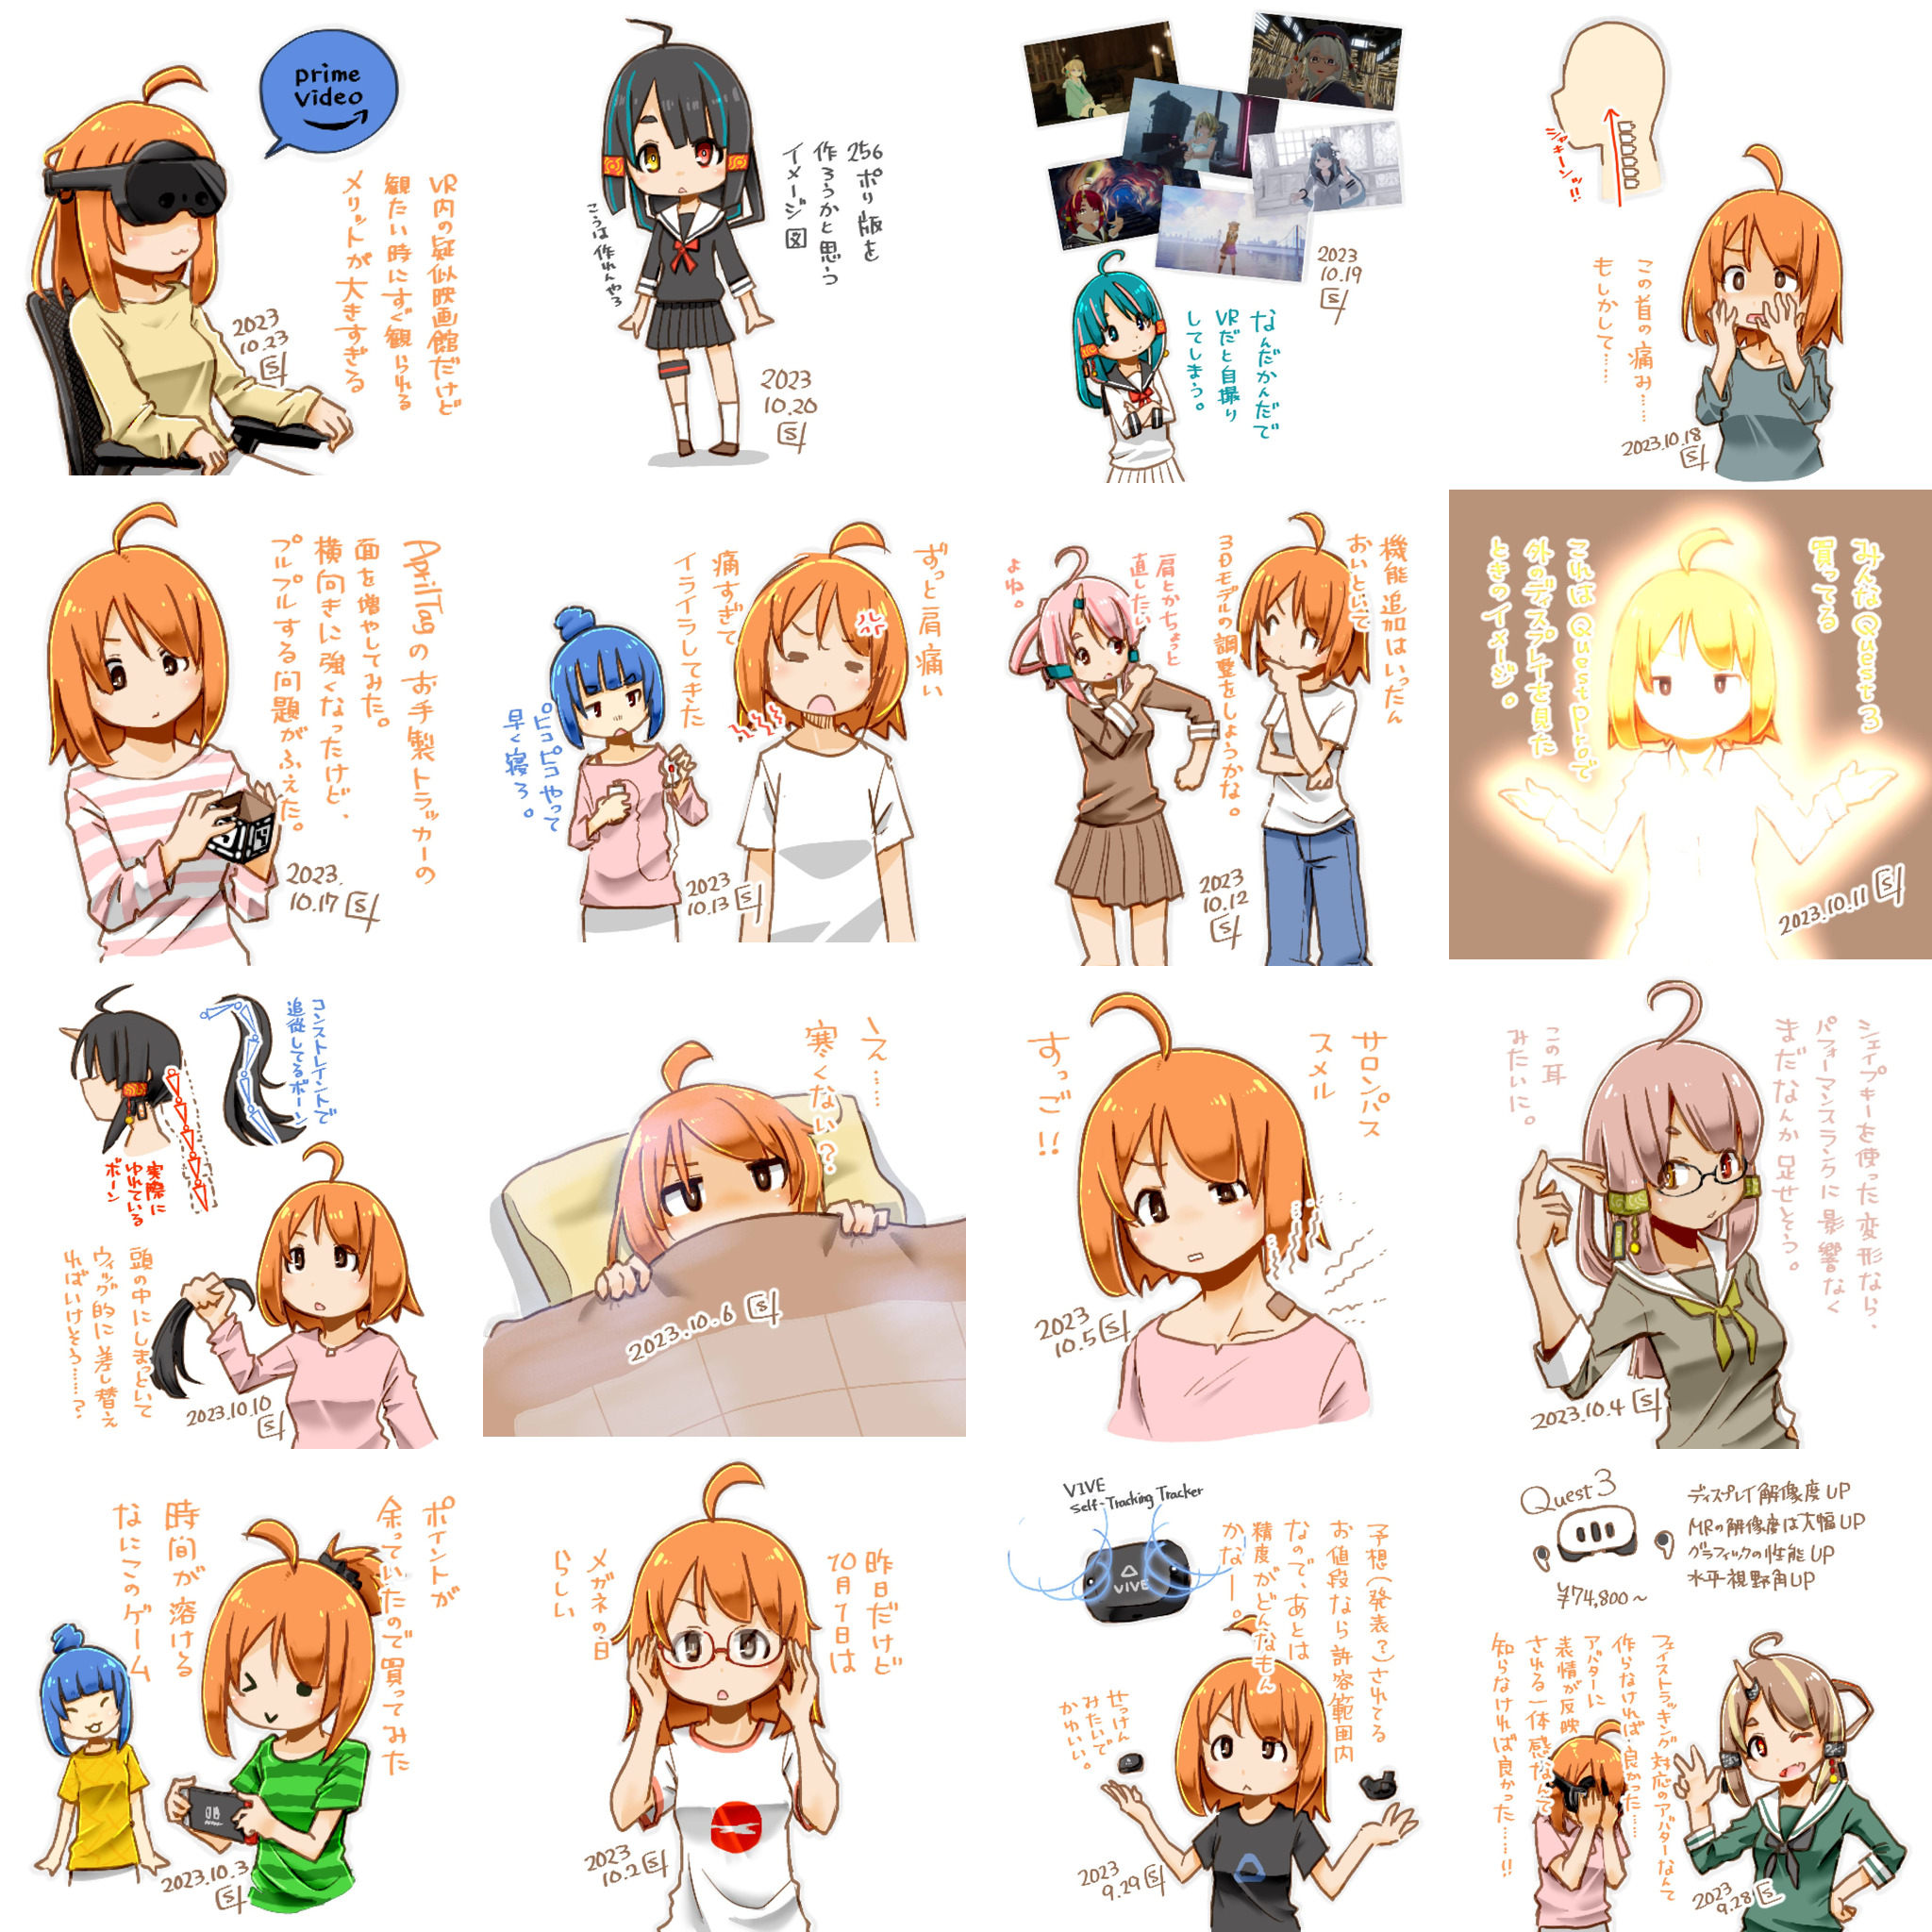 prime
video
VR内の疑似映画館だけど
観たい時にすぐ観られる
メリットが大きすぎる
2023
10.23
256ポリ版を
作ろうかと思う
イメージ図
こうは作れんやろ
2023
10.20
2023
10.19
なんだかんだで
VRだと自撮り
してしまう。
ジャキーンッ!!
この首の痛み……
もしかして……
2023.10.18
AprilTagのお手製トラッカーの
面を増やしてみた。
横向きに強くなったけど、
プルプルする問題がふえた。
2023.
10.17
ずっと肩痛い
痛すぎて
イライラしてきた
ピコピコやって
早く寝ろ。
2023
10.13
機能追加はいったん
おいといて
3Dモデルの調整をしようかな。
肩とかちょっと
直したい
よね。
2023
10.12
みんなQuest3
買ってる
これはQuestProで
外のディスプレーを見た
ときのイメージ。
2023.10.11
コンストレイントで
追従してるボーン
実際に
ゆれている
ボーン
頭の中にしまっといて
ウィッグ的に差し替え
ればいけそう……?
2023.10.10
え……
寒くない?
2023.10.6
サロンパス
スメル
すっご!!
2023
10.5
シェイプキーを使った変形なら、
パフォーマンスランクに影響なく
まだなんか足せそう。
この耳
みたいに。
2023.10.4
ポイントが
余っていたので買ってみた
時間が溶ける
なにこのゲーム
2023.10.3
昨日だけど
10月1日は
メガネの日
らしい
2023
10.2
VIVE
Self-Tracking Tracker
VIVE
予想(発表?)されてる
お値段なら許容範囲内
なので、あとは
精度がどんなもん
かなー。
せっけん
みたいで
かわいい。
2023
9.29
Quest3
ディスプレイ解像度UP
MRの解像度は大幅UP
グラフィックの性能UP
水平視野角UP
¥74,800～
フェイストラッキング対応のアバターなんて
作らなければ良かった……
アバターに
表情が反映
される一体感なんて
知らなければ良かった……!!
2023
9.28